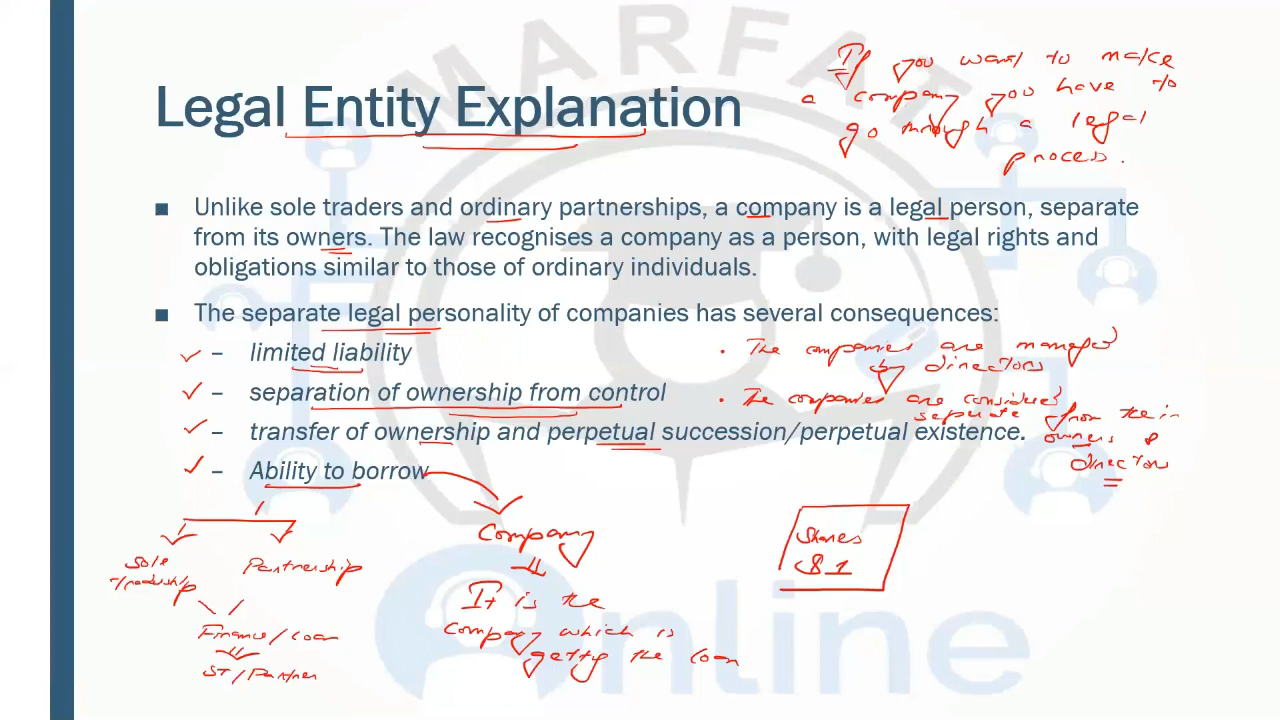 MARFAT
If you want to make
a company you have to
go through a legal
process.
Legal Entity Explanation
■ Unlike sole traders and ordinary partnerships, a company is a legal person, separate
from its owners. The law recognises a company as a person, with legal rights and
obligations similar to those of ordinary individuals.
■ The separate legal personality of companies has several consequences:
– limited liability
• The companies are managed
by directors
– separation of ownership from control
• The companies are considered
separate from the
– transfer of ownership and perpetual succession/perpetual existence.
owners &
directors
– Ability to borrow
Sole
Tradership
Partnership
Finance/loan
ST/Partner
Company
It is the
company which is
the loan
Shares
$1
Online